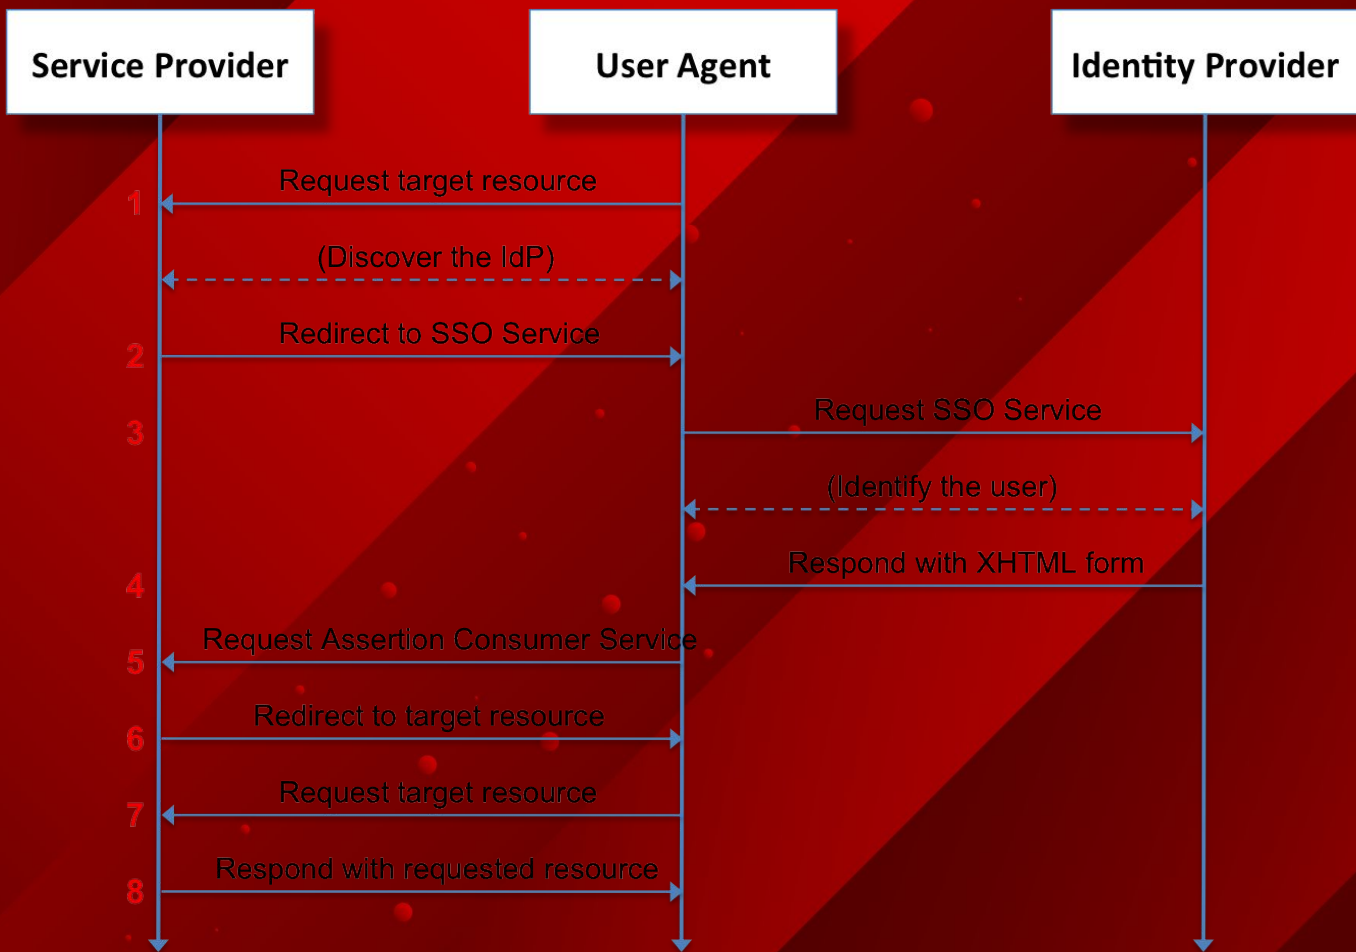 Service Provider
User Agent
Identity Provider
Request target resource
1
(Discover the IdP)
Redirect to SSO Service
2
Request SSO Service
3
(Identify the user)
Respond with XHTML form
4
Request Assertion Consumer Service
5
Redirect to target resource
6
Request target resource
7
Respond with requested resource
8